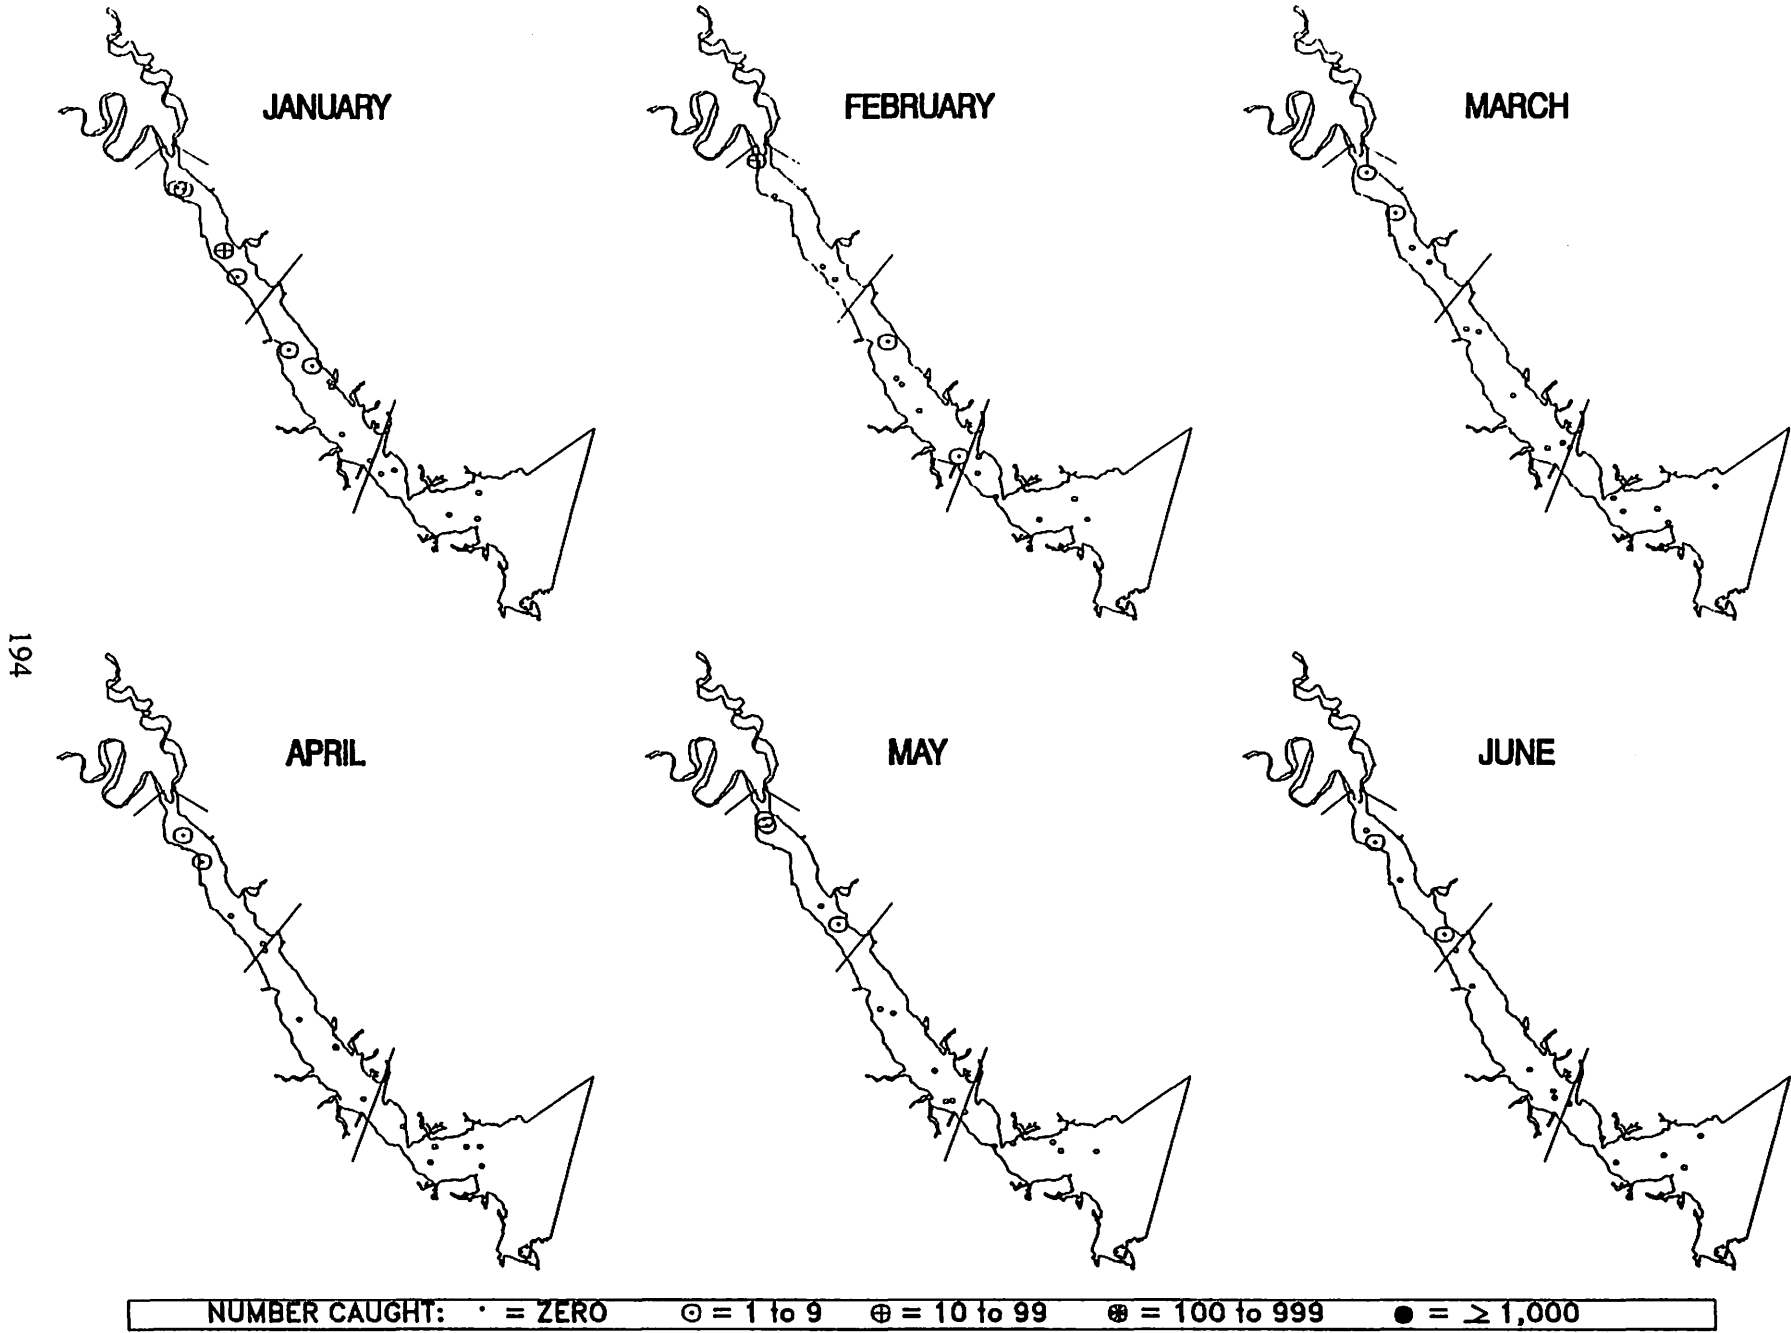 JANUARY
FEBRUARY
MARCH
194
APRIL
MAY
JUNE
NUMBER CAUGHT: · = ZERO ⊙ = 1 to 9 ⊕ = 10 to 99 ⊛ = 100 to 999 ● = ≥ 1,000